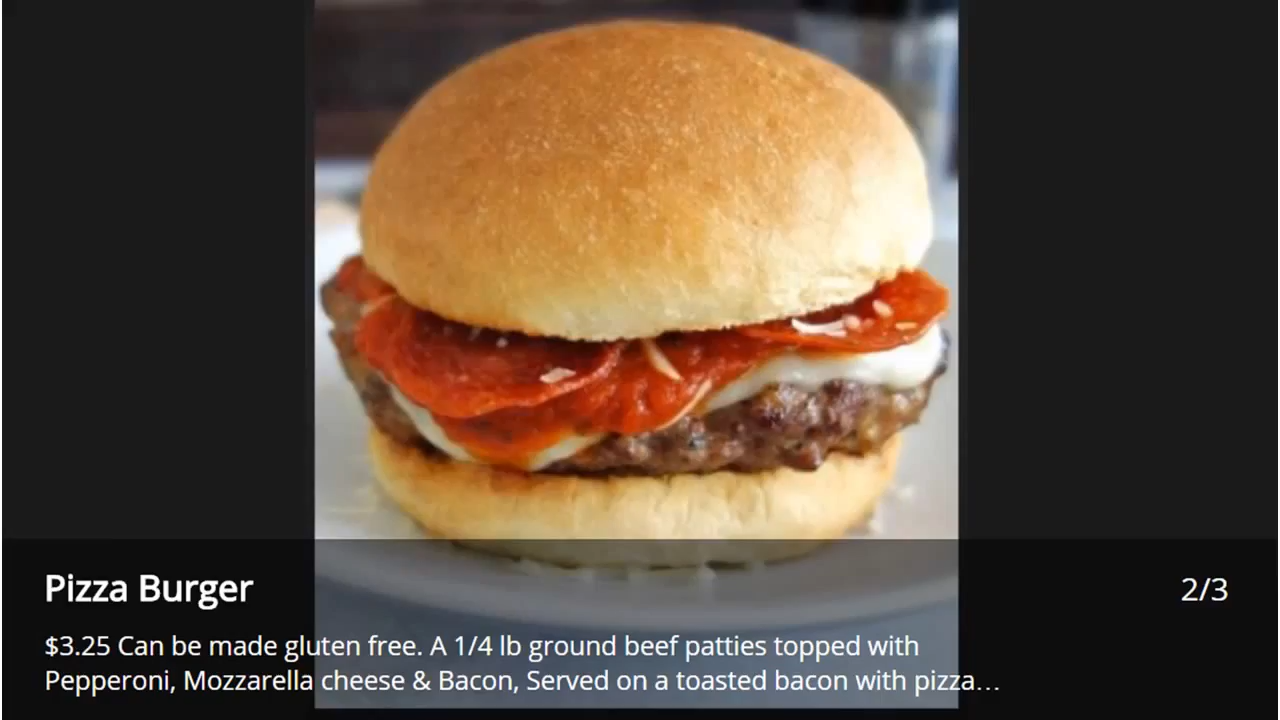 Pizza Burger
2/3
$3.25 Can be made gluten free. A 1/4 lb ground beef patties topped with
Pepperoni, Mozzarella cheese & Bacon, Served on a toasted bacon with pizza…